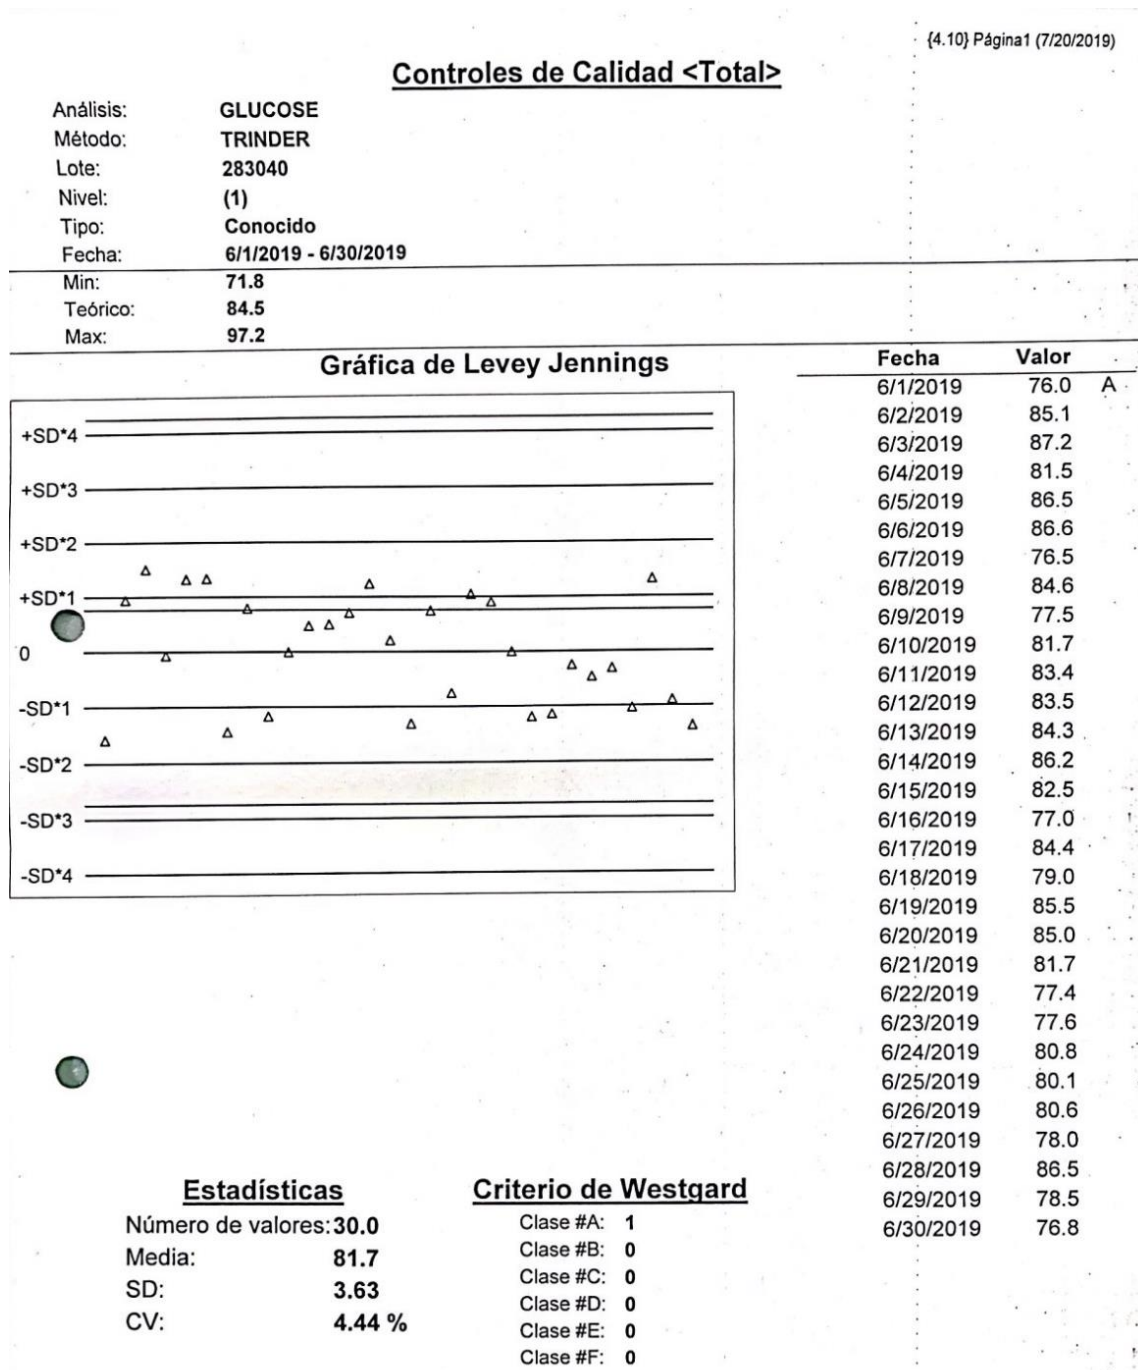 {4.10} Página1 (7/20/2019)
Controles de Calidad <Total>
Análisis: GLUCOSE
Método: TRINDER
Lote: 283040
Nivel: (1)
Tipo: Conocido
Fecha: 6/1/2019 - 6/30/2019
Min: 71.8
Teórico: 84.5
Max: 97.2
Gráfica de Levey Jennings
+SD*4
+SD*3
+SD*2
+SD*1
0
-SD*1
-SD*2
-SD*3
-SD*4
Fecha Valor
6/1/2019 76.0 A
6/2/2019 85.1
6/3/2019 87.2
6/4/2019 81.5
6/5/2019 86.5
6/6/2019 86.6
6/7/2019 76.5
6/8/2019 84.6
6/9/2019 77.5
6/10/2019 81.7
6/11/2019 83.4
6/12/2019 83.5
6/13/2019 84.3
6/14/2019 86.2
6/15/2019 82.5
6/16/2019 77.0
6/17/2019 84.4
6/18/2019 79.0
6/19/2019 85.5
6/20/2019 85.0
6/21/2019 81.7
6/22/2019 77.4
6/23/2019 77.6
6/24/2019 80.8
6/25/2019 80.1
6/26/2019 80.6
6/27/2019 78.0
6/28/2019 86.5
6/29/2019 78.5
6/30/2019 76.8
Estadísticas
Número de valores: 30.0
Media: 81.7
SD: 3.63
CV: 4.44 %
Criterio de Westgard
Clase #A: 1
Clase #B: 0
Clase #C: 0
Clase #D: 0
Clase #E: 0
Clase #F: 0